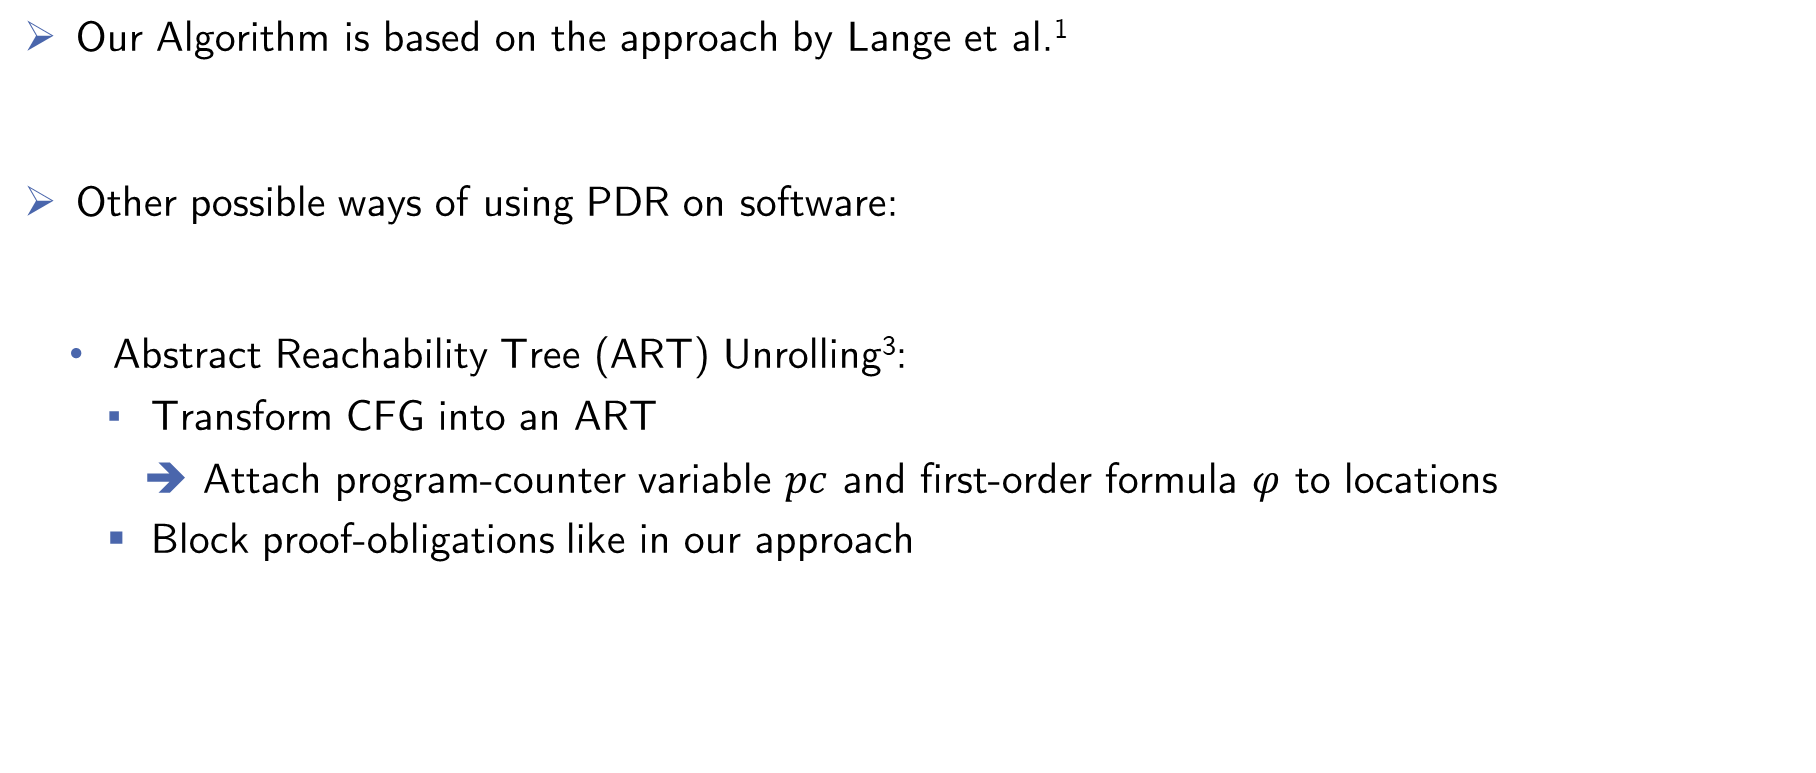 ➢ Our Algorithm is based on the approach by Lange et al.¹
➢ Other possible ways of using PDR on software:
• Abstract Reachability Tree (ART) Unrolling³:
▪ Transform CFG into an ART
➔ Attach program-counter variable pc and first-order formula φ to locations
▪ Block proof-obligations like in our approach